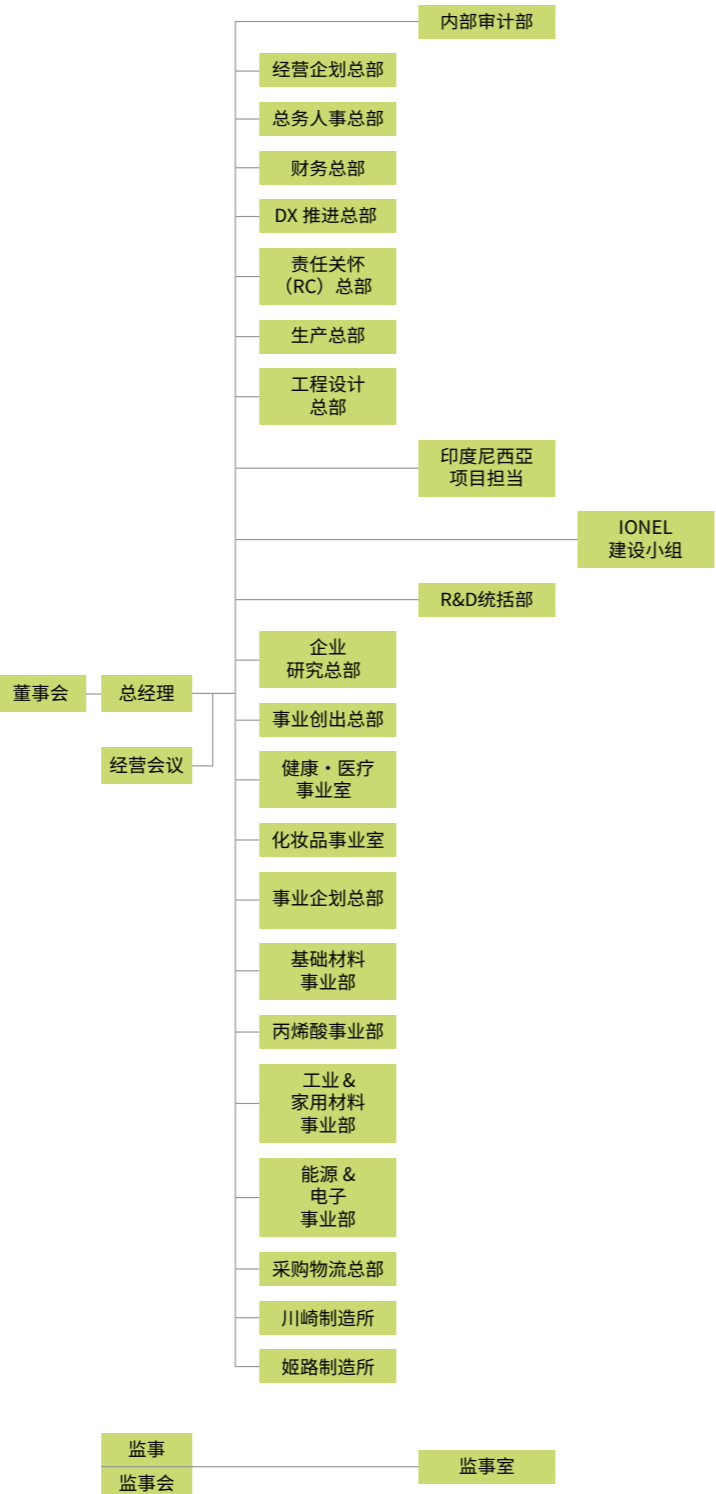 内部审计部
经营企划总部
总务人事总部
财务总部
DX 推进总部
责任关怀
（RC）总部
生产总部
工程设计
总部
印度尼西亞
项目担当
IONEL
建设小组
R&D统括部
企业
研究总部
董事会
总经理
事业创出总部
经营会议
健康・医疗
事业室
化妆品事业室
事业企划总部
基础材料
事业部
丙烯酸事业部
工业 &
家用材料
事业部
能源 &
电子
事业部
采购物流总部
川崎制造所
姬路制造所
监事
监事会
监事室